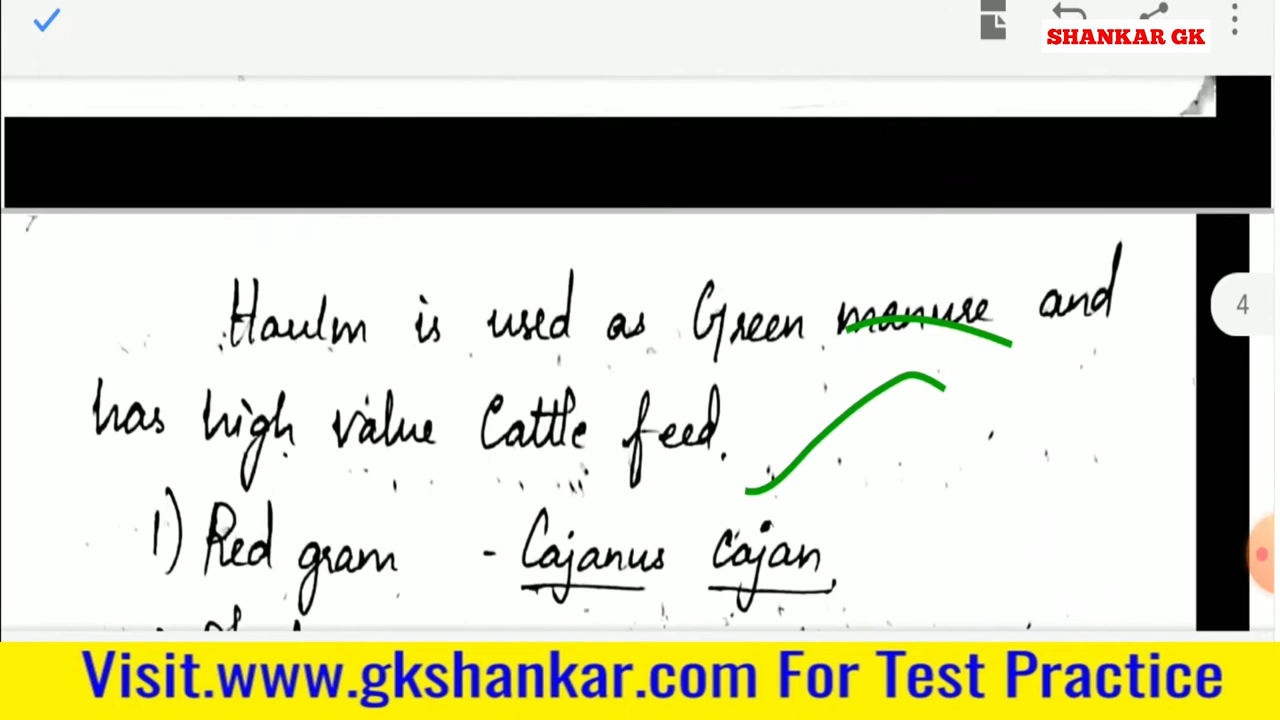 SHANKAR GK
4
Haulm is used as Green manure and
has high value Cattle feed.
1) Red gram - Cajanus cajan
Visit.www.gkshankar.com For Test Practice